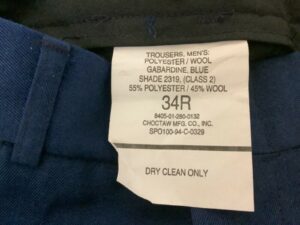 TROUSERS, MEN'S:
POLYESTER / WOOL
GABARDINE, BLUE
SHADE 2319, (CLASS 2)
55% POLYESTER / 45% WOOL
34R
8405-01-280-0132
CHOCTAW MFG. CO., INC.
SPO100-94-C-0329
DRY CLEAN ONLY